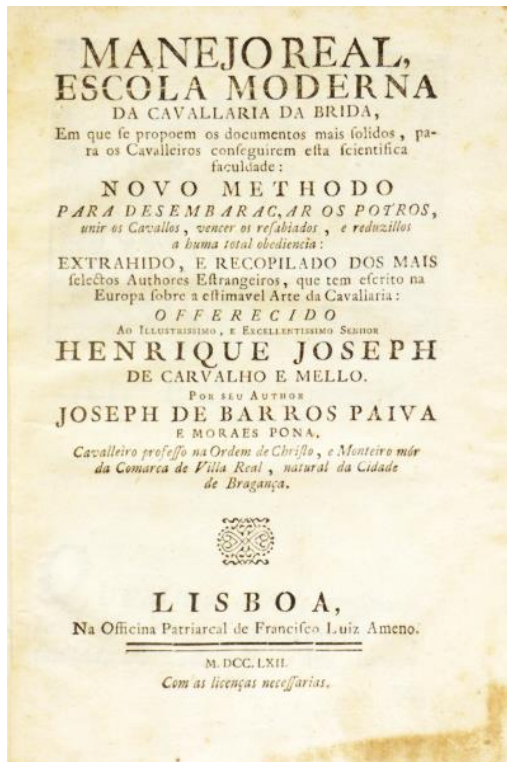 MANEJO REAL,
ESCOLA MODERNA
DA CAVALLARIA DA BRIDA,
Em que ſe propoem os documentos mais ſolidos , pa-
ra os Cavalleiros conſeguirem eſta ſcientifica
faculdade :
NOVO METHODO
PARA DESEMBARAC,AR OS POTROS,
unir os Cavallos , vencer os reſabiados , e reduzillos
a huma total obediencia :
EXTRAHIDO, E RECOPILADO DOS MAIS
ſelectos Authores Eſtrangeiros, que tem eſcrito na
Europa ſobre a eſtimavel Arte da Cavallaria :
OFFERECIDO
AO ILLUSTRISSIMO, E EXCELLENTISSIMO SENHOR
HENRIQUE JOSEPH
DE CARVALHO E MELLO.
POR SEU AUTHOR
JOSEPH DE BARROS PAIVA
E MORAES PONA,
Cavalleiro profeſſo na Ordem de Chriſto , e Monteiro mór
da Comarca de Villa Real , natural da Cidade
de Bragança.
LISBOA,
Na Officina Patriarcal de Franciſco Luiz Ameno.
M. DCC. LXII.
Com as licenças neceſſarias.